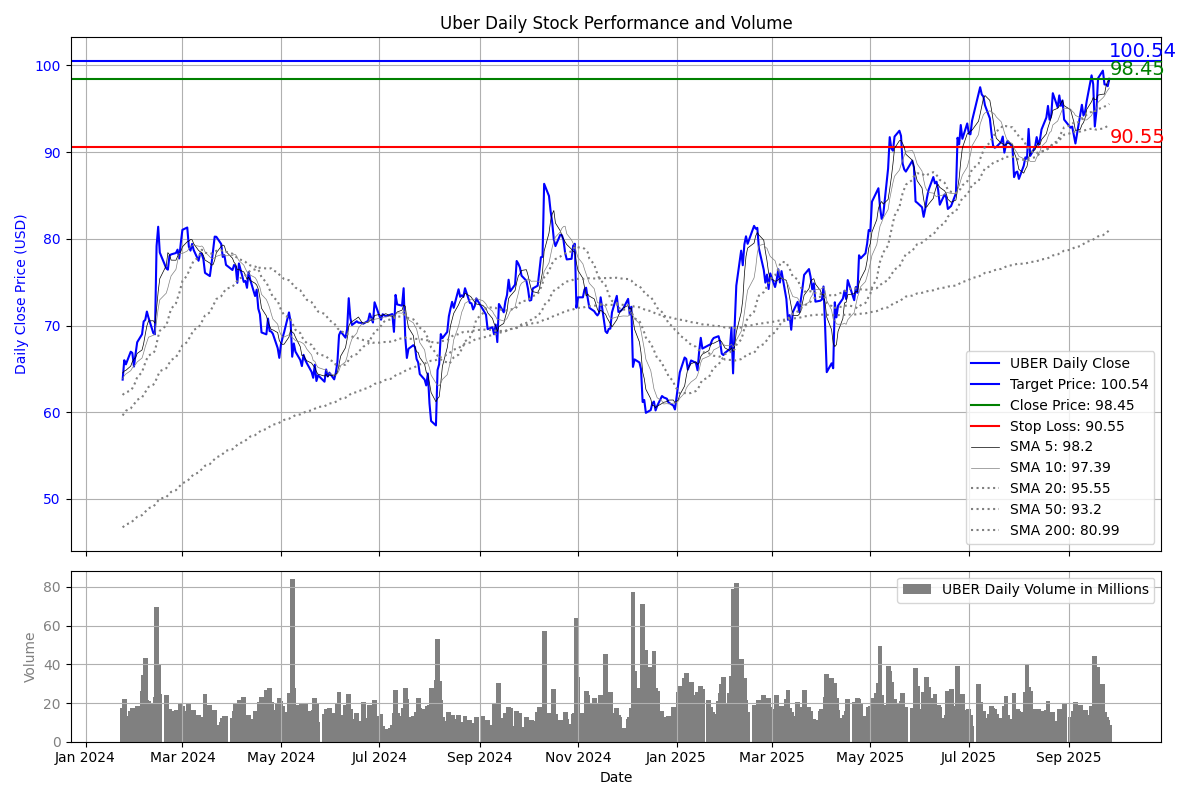 Uber Daily Stock Performance and Volume
100.54
98.45
90.55
Daily Close Price (USD)
100
90
80
70
60
50
UBER Daily Close
Target Price: 100.54
Close Price: 98.45
Stop Loss: 90.55
SMA 5: 98.2
SMA 10: 97.39
SMA 20: 95.55
SMA 50: 93.2
SMA 200: 80.99
Volume
80
60
40
20
0
UBER Daily Volume in Millions
Jan 2024 Mar 2024 May 2024 Jul 2024 Sep 2024 Nov 2024 Jan 2025 Mar 2025 May 2025 Jul 2025 Sep 2025
Date